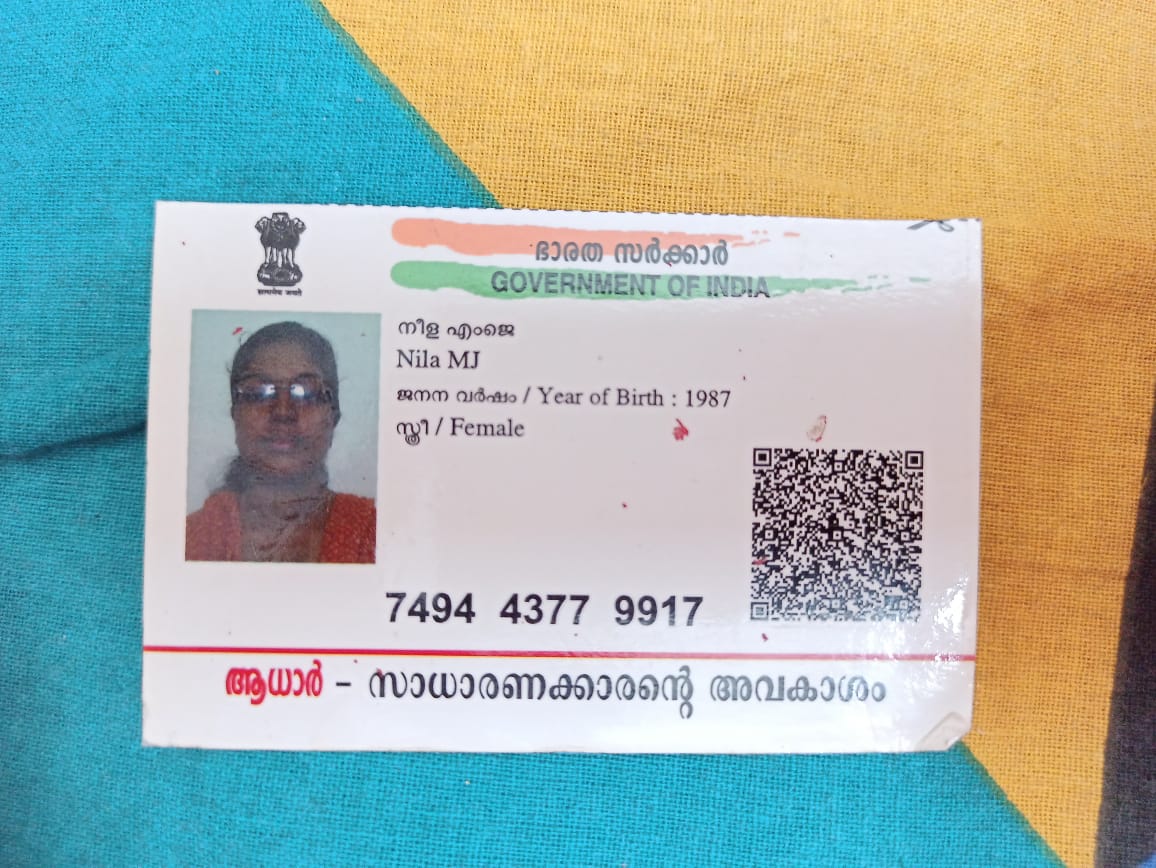 ഭാരത സർക്കാർ
GOVERNMENT OF INDIA
सत्यमेव जयते
നീള എംജെ
Nila MJ
ജനന വർഷം / Year of Birth : 1987
സ്ത്രീ / Female
7494 4377 9917
ആധാർ - സാധാരണക്കാരന്റെ അവകാശം